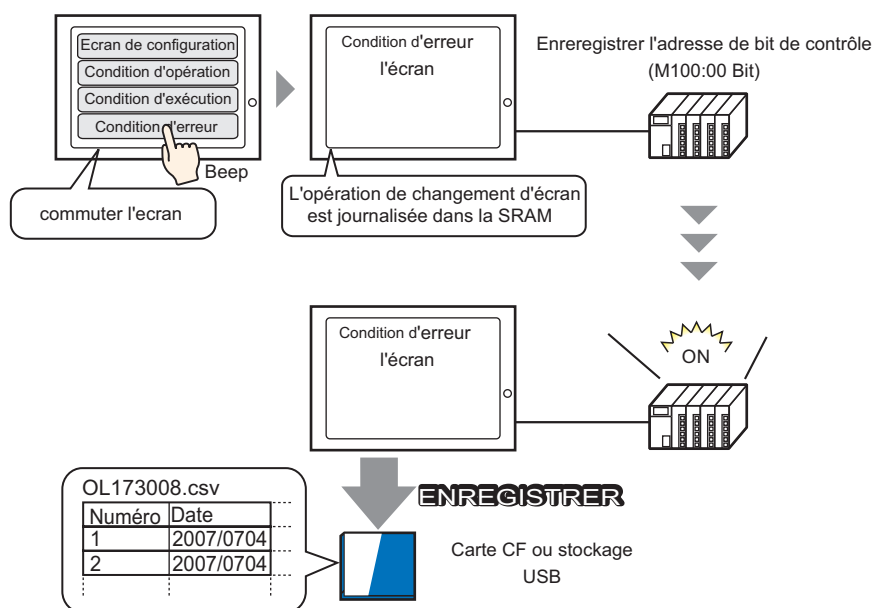 Ecran de configuration
Condition d'opération
Condition d'exécution
Condition d'erreur
Beep
commuter l'ecran
Condition d'erreur
l'écran
L'opération de changement d'écran
est journalisée dans la SRAM
Enreregistrer l'adresse de bit de contrôle
(M100:00 Bit)
Condition d'erreur
l'écran
ON
ENREGISTRER
OL173008.csv
Numéro Date
1 2007/0704
2 2007/0704
Carte CF ou stockage
USB